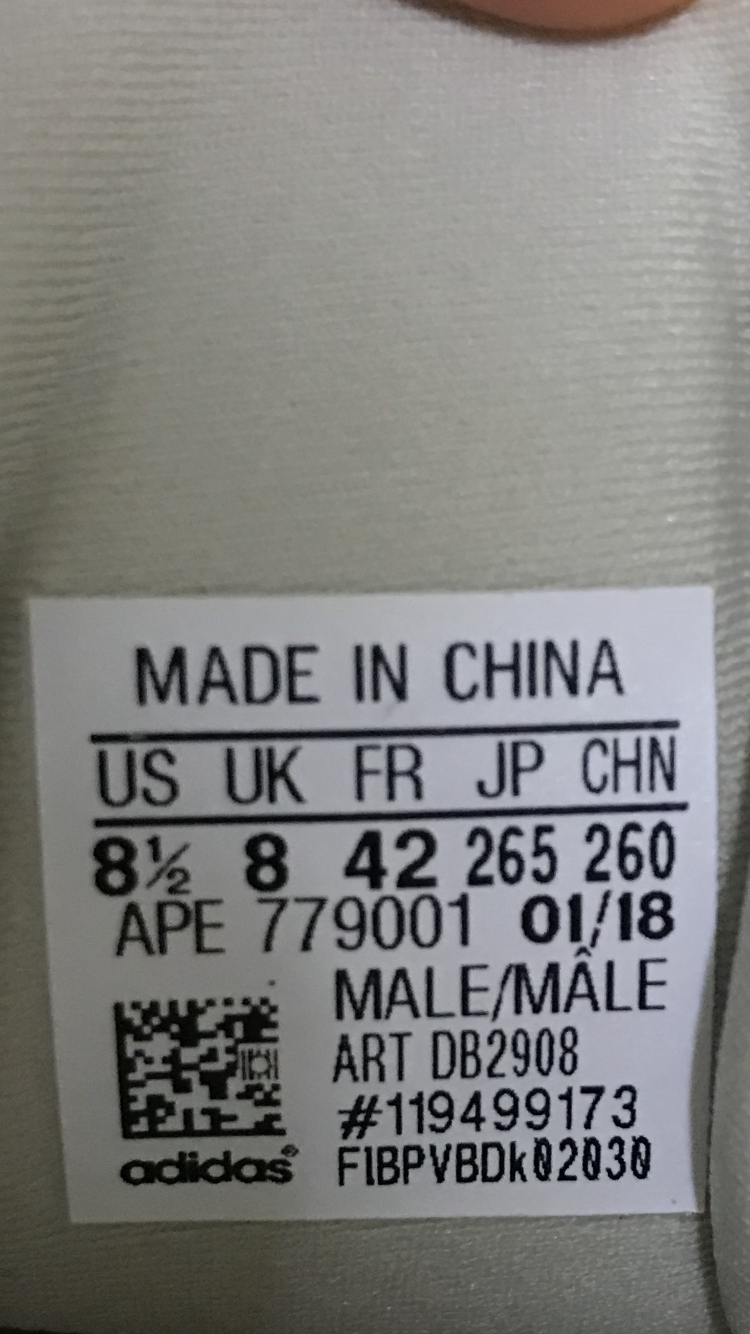 MADE IN CHINA
US UK FR JP CHN
8½ 8 42 265 260
APE 779001 01/18
MALE/MÂLE
ART DB2908
#119499173
adidas® F1BPVBDk02030